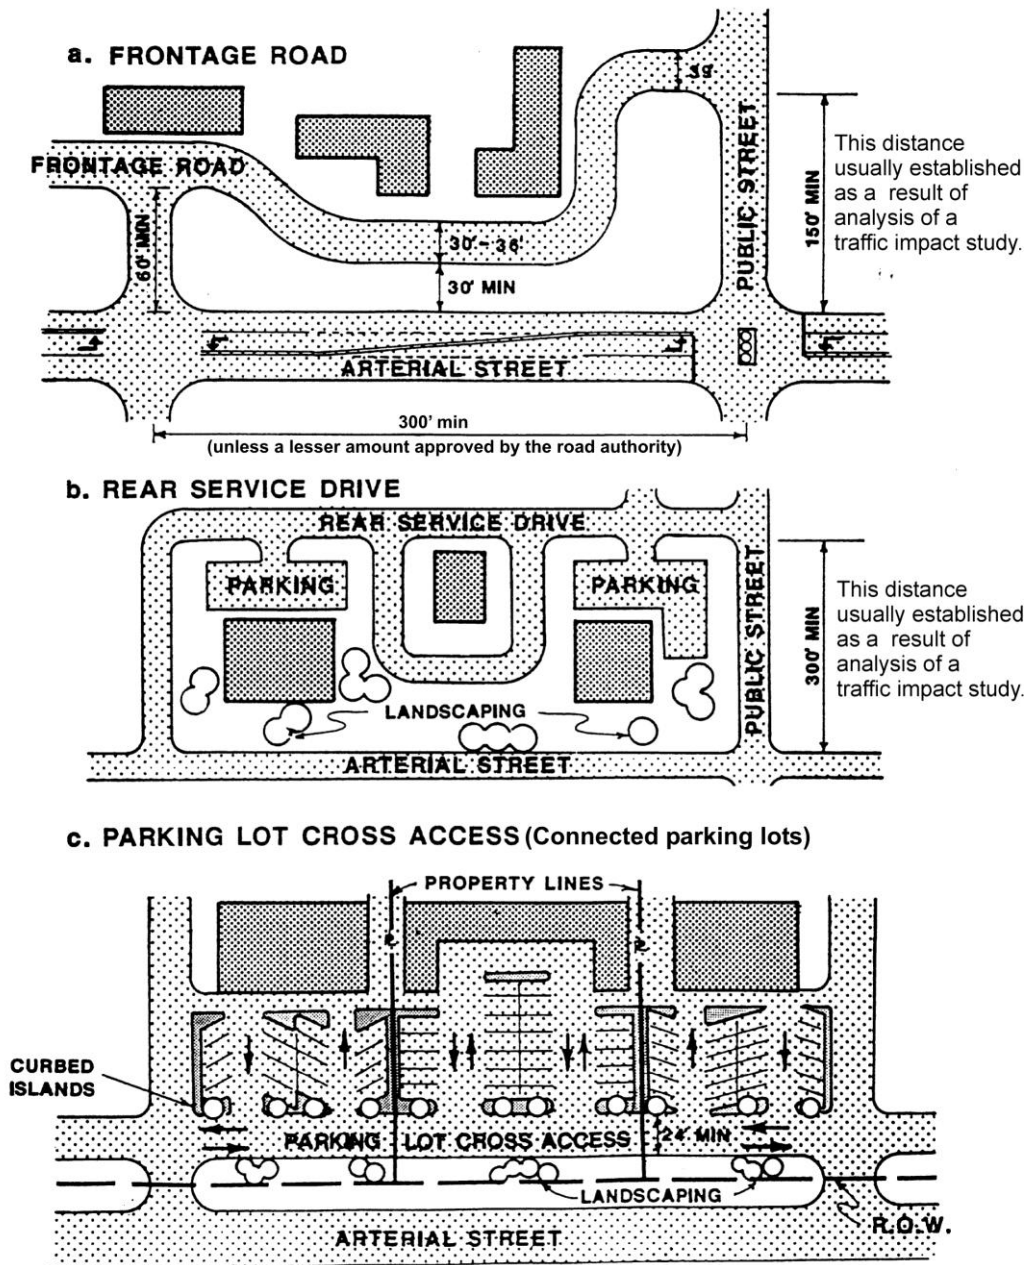 a. FRONTAGE ROAD
39'
FRONTAGE ROAD
60' MIN
30'-36'
30' MIN
PUBLIC STREET
150' MIN
This distance
usually established
as a result of
analysis of a
traffic impact study.
ARTERIAL STREET
300' min
(unless a lesser amount approved by the road authority)
b. REAR SERVICE DRIVE
REAR SERVICE DRIVE
PARKING
PARKING
PUBLIC STREET
300' MIN
This distance
usually established
as a result of
analysis of a
traffic impact study.
LANDSCAPING
ARTERIAL STREET
c. PARKING LOT CROSS ACCESS (Connected parking lots)
PROPERTY LINES
CURBED
ISLANDS
PARKING LOT CROSS ACCESS
24' MIN
LANDSCAPING
R.O.W.
ARTERIAL STREET